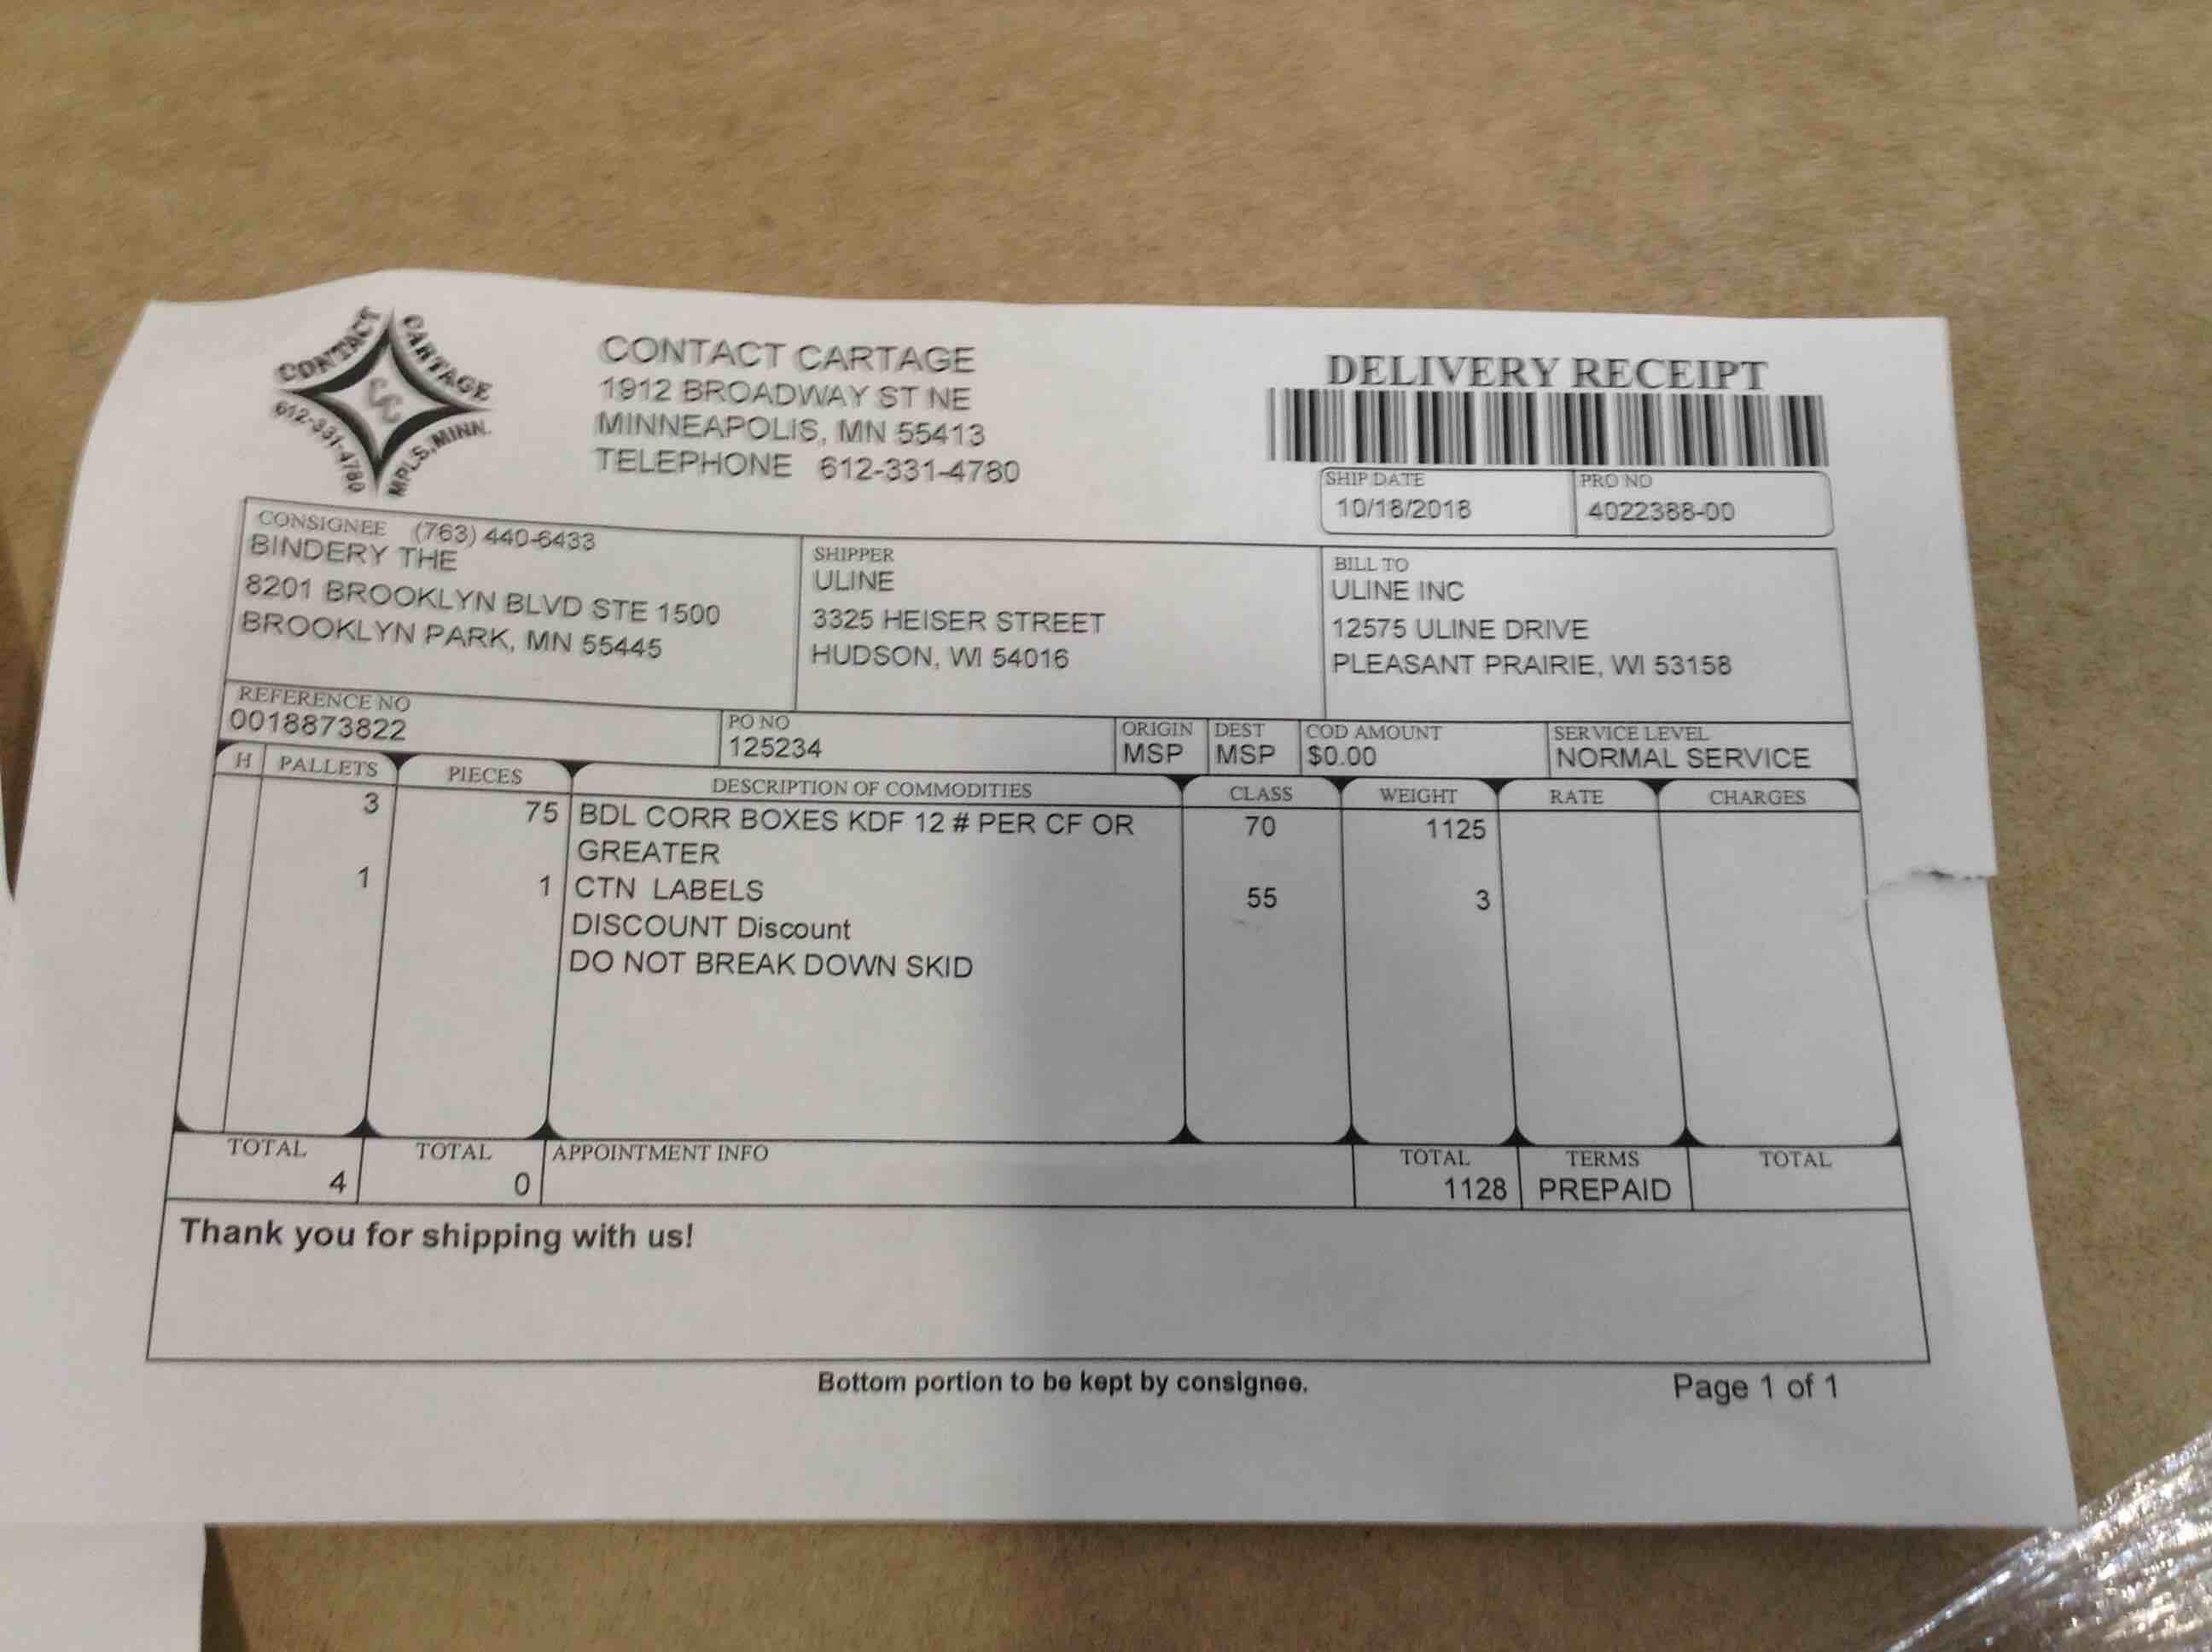 CONTACT CARTAGE
612-331-4780 MPLS, MINN.
CC
CONTACT CARTAGE
1912 BROADWAY ST NE
MINNEAPOLIS, MN 55413
TELEPHONE 612-331-4780
DELIVERY RECEIPT
SHIP DATE PRO NO
10/18/2018 4022388-00
CONSIGNEE (763) 440-6433
BINDERY THE
8201 BROOKLYN BLVD STE 1500
BROOKLYN PARK, MN 55445
SHIPPER
ULINE
3325 HEISER STREET
HUDSON, WI 54016
BILL TO
ULINE INC
12575 ULINE DRIVE
PLEASANT PRAIRIE, WI 53158
REFERENCE NO PO NO ORIGIN DEST COD AMOUNT SERVICE LEVEL
0018873822 125234 MSP MSP $0.00 NORMAL SERVICE
H PALLETS PIECES DESCRIPTION OF COMMODITIES CLASS WEIGHT RATE CHARGES
3 75 BDL CORR BOXES KDF 12 # PER CF OR 70 1125
GREATER
1 1 CTN LABELS 55 3
DISCOUNT Discount
DO NOT BREAK DOWN SKID
TOTAL TOTAL APPOINTMENT INFO TOTAL TERMS TOTAL
4 0 1128 PREPAID
Thank you for shipping with us!
Bottom portion to be kept by consignee. Page 1 of 1